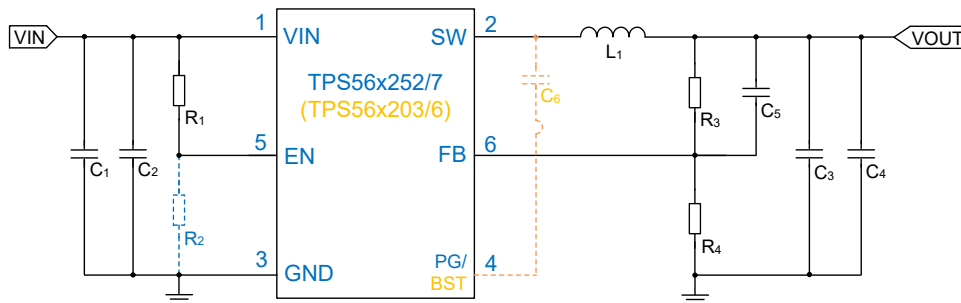 1
2
VIN
VIN
SW
VOUT
L1
TPS56x252/7
(TPS56x203/6)
C6
R1
R3
C5
5
6
EN
FB
C1
C2
C3
C4
R2
R4
3
4
GND
PG/
BST